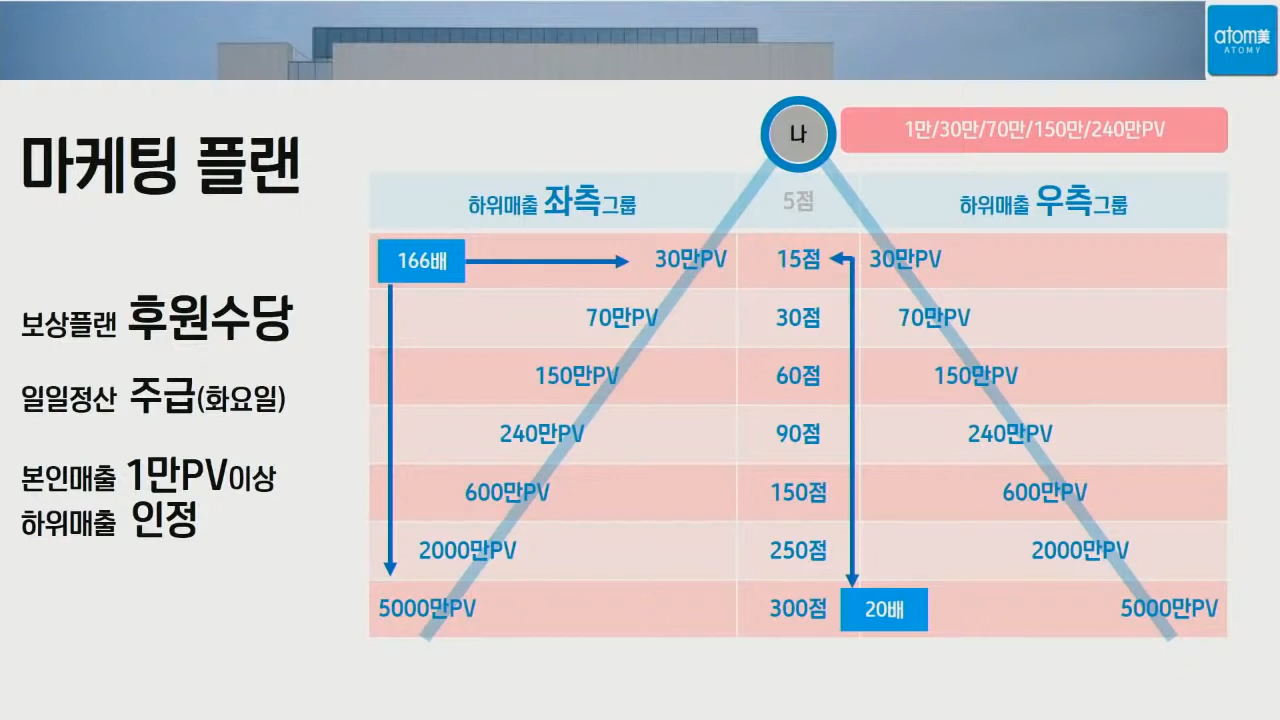 atom美
ATOMY
마케팅 플랜
보상플랜 후원수당
일일정산 주급(화요일)
본인매출 1만PV이상
하위매출 인정
나
1만/30만/70만/150만/240만PV
하위매출 좌측그룹 5점 하위매출 우측그룹
166배 30만PV 15점 30만PV
70만PV 30점 70만PV
150만PV 60점 150만PV
240만PV 90점 240만PV
600만PV 150점 600만PV
2000만PV 250점 2000만PV
5000만PV 300점 20배 5000만PV